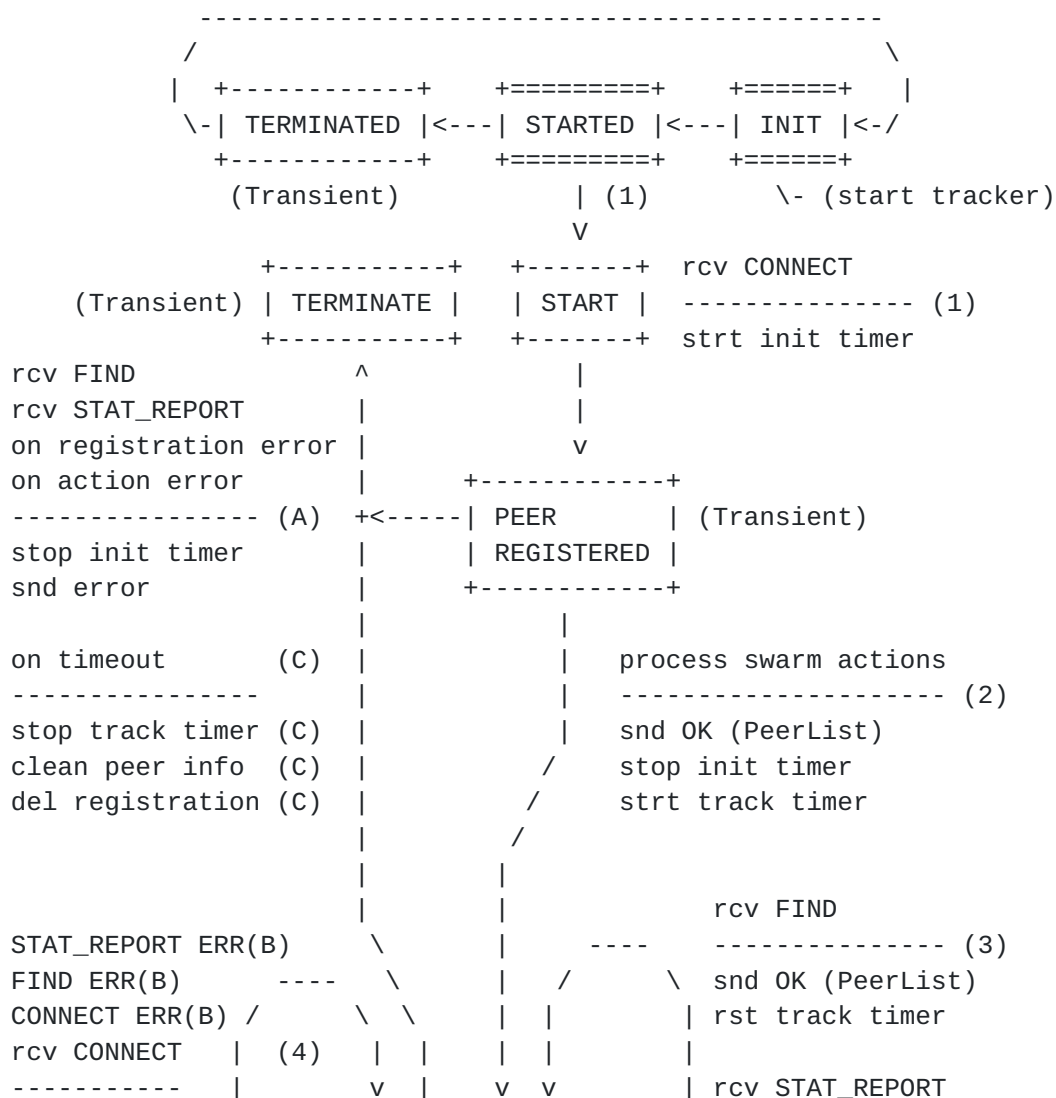 --------------------------------------------
           /                                            \
          |  +------------+    +=========+    +======+   |
           \-| TERMINATED |<---| STARTED |<---| INIT |<-/
             +------------+    +=========+    +======+
              (Transient)           | (1)        \- (start tracker)
                                    V
                +-----------+   +-------+  rcv CONNECT
    (Transient) | TERMINATE |   | START |  --------------- (1)
                +-----------+   +-------+  strt init timer
rcv FIND              ^             |
rcv STAT_REPORT       |             |
on registration error |             v
on action error       |      +------------+
---------------- (A)  +<-----| PEER       | (Transient)
stop init timer       |      | REGISTERED |
snd error             |      +------------+
                      |            |
on timeout       (C)  |            |   process swarm actions
----------------      |            |   --------------------- (2)
stop track timer (C)  |            |   snd OK (PeerList)
clean peer info  (C)  |           /    stop init timer
del registration (C)  |          /     strt track timer
                      |         /
                      |        |
                      |        |             rcv FIND
STAT_REPORT ERR(B)     \       |     ----    --------------- (3)
FIND ERR(B)      ----   \      |   /      \  snd OK (PeerList)
CONNECT ERR(B) /      \  \     |  |        | rst track timer
rcv CONNECT   |  (4)   |  |    |  |        |
-----------   |        v  |    v  v        | rcv STAT_REPORT